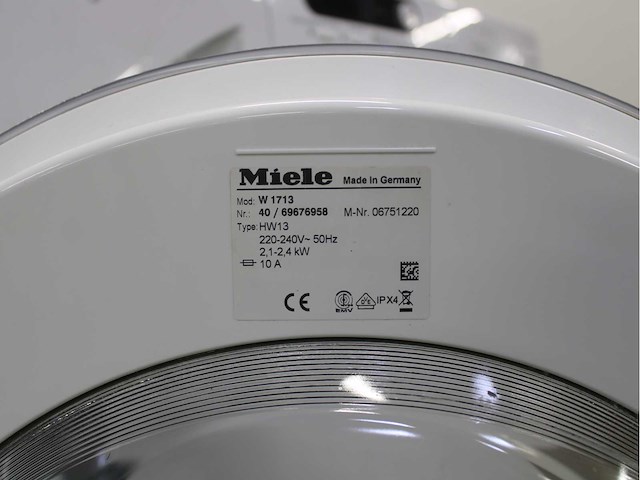 Miele Made in Germany
Mod: W 1713
Nr.: 40 / 69676958 M-Nr. 06751220
Type: HW13
220-240V~ 50Hz
2,1-2,4 kW
10 A
CE EMV IPX4